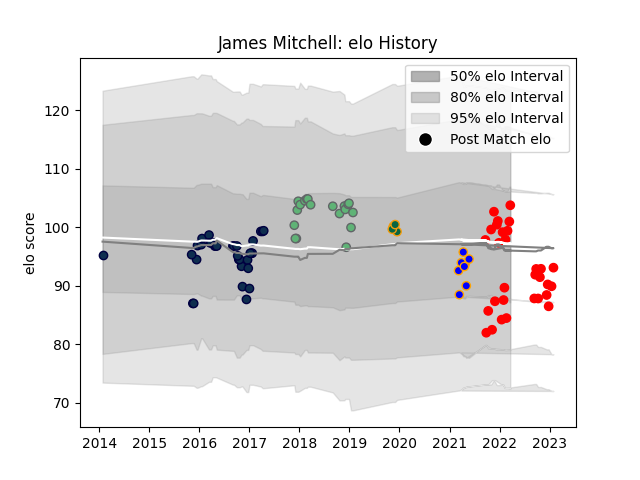 James Mitchell: elo History
50% elo Interval
80% elo Interval
95% elo Interval
Post Match elo
elo score
120
110
100
90
80
70
2014 2015 2016 2017 2018 2019 2020 2021 2022 2023